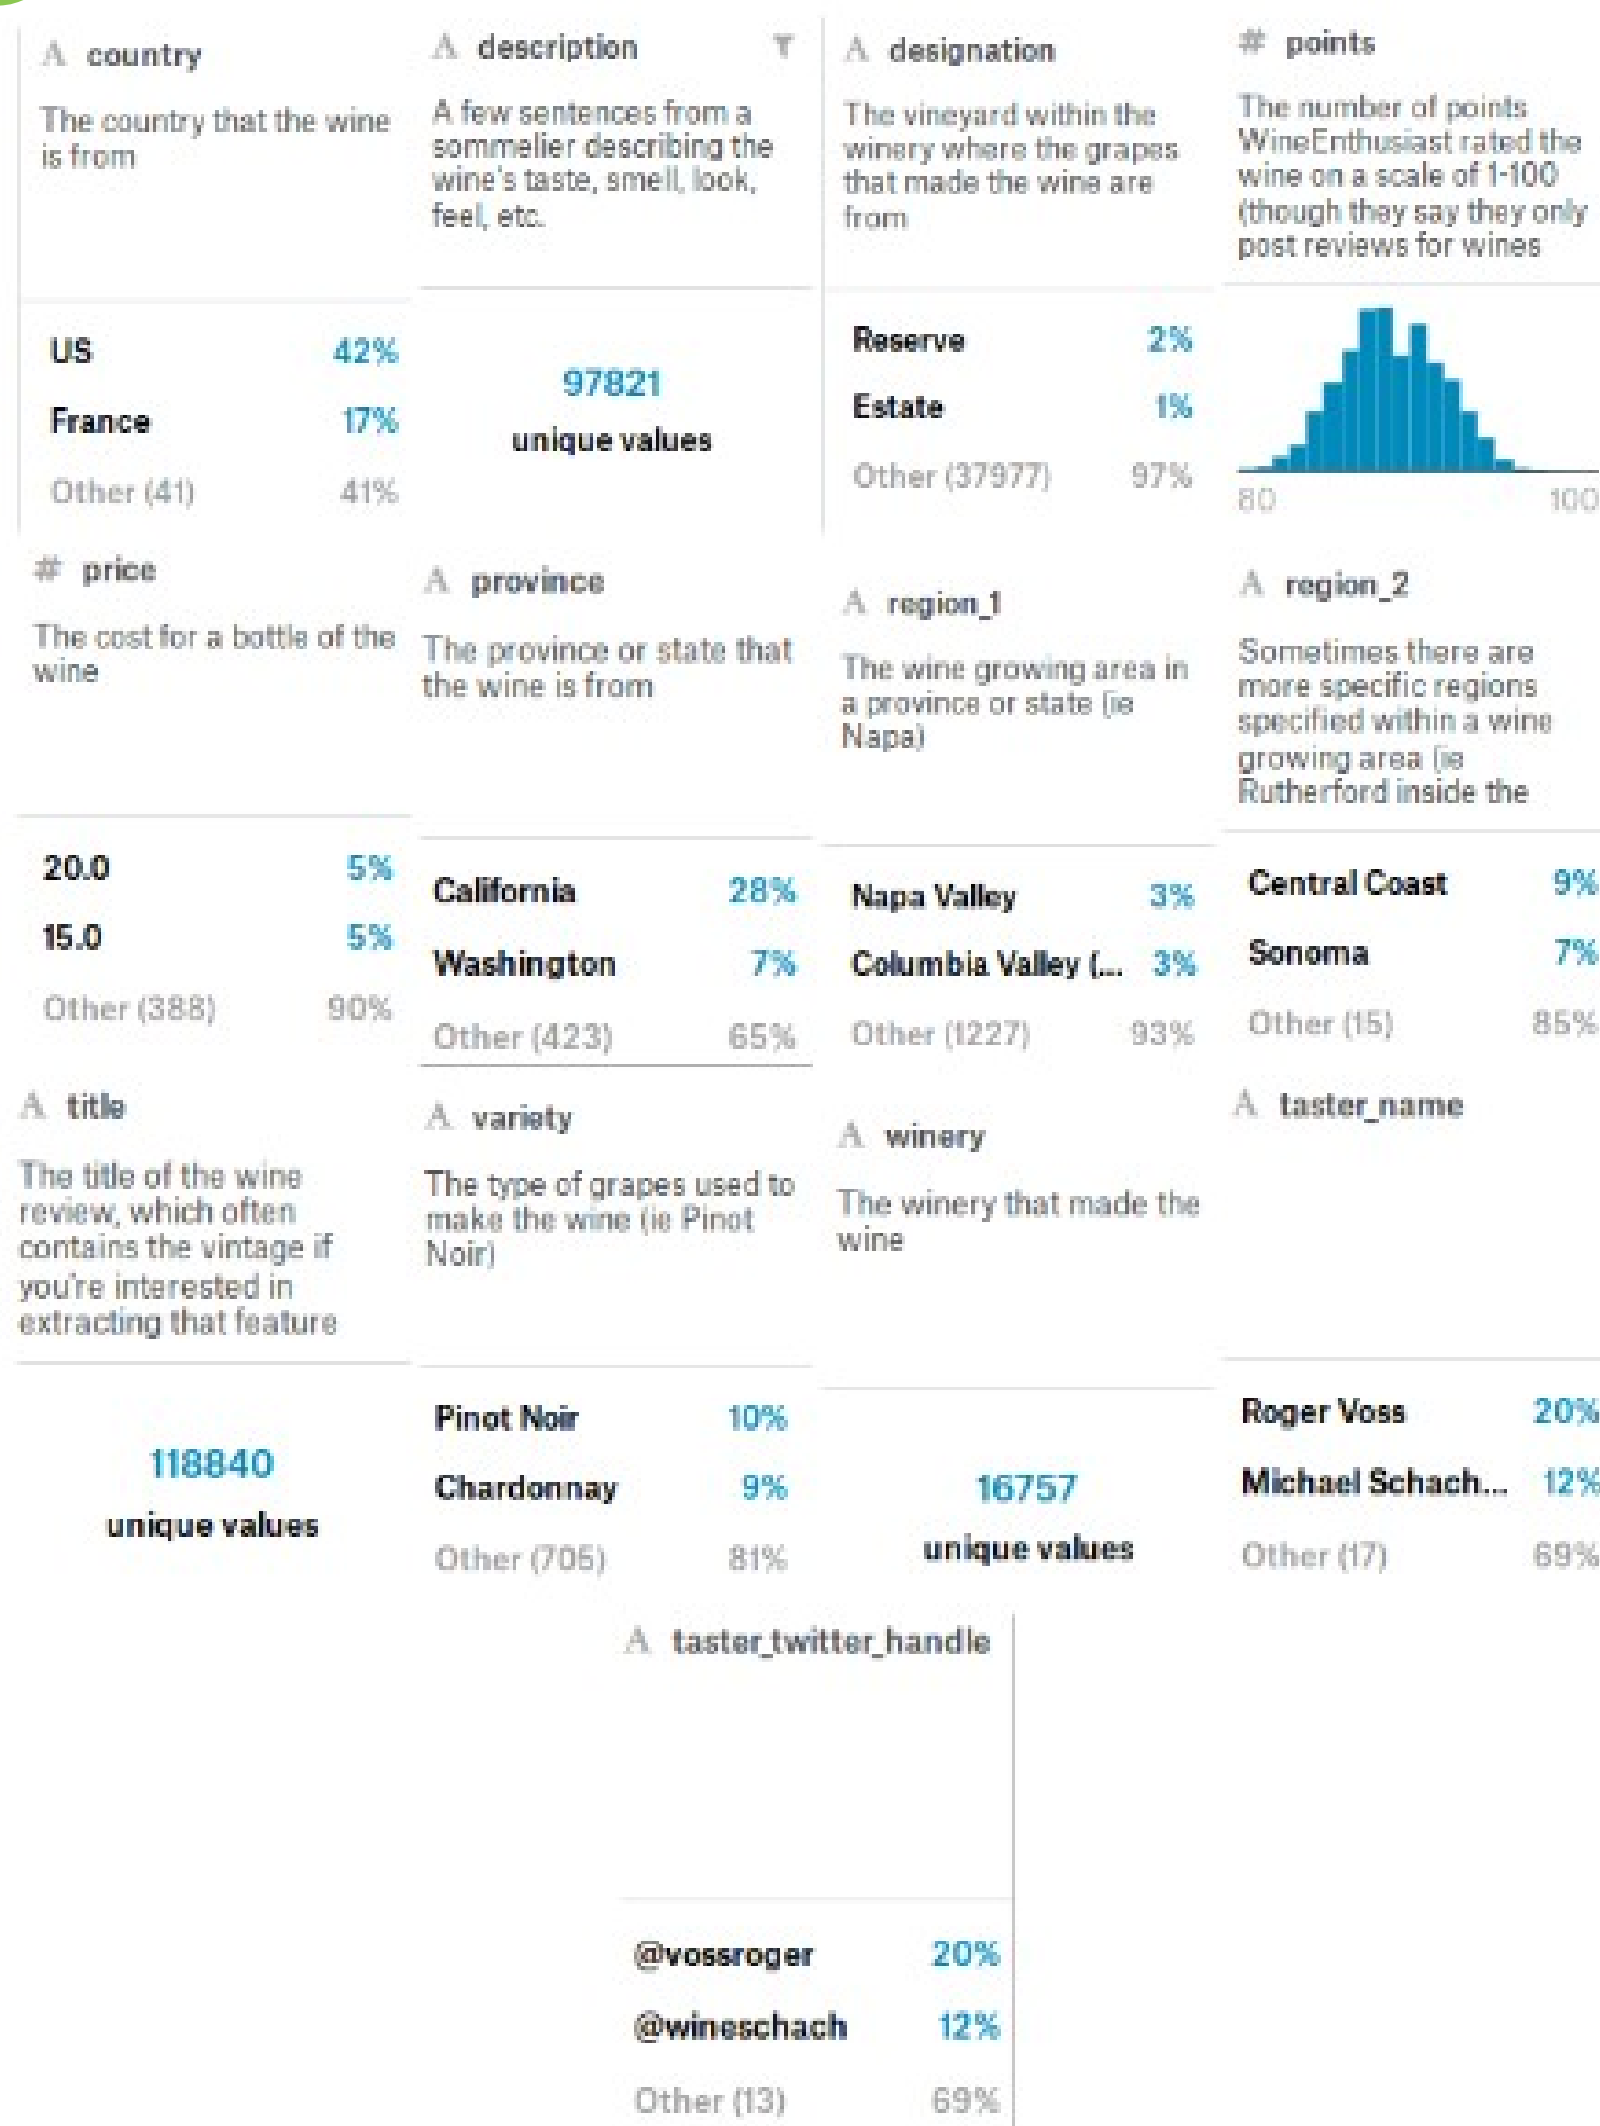 A country
The country that the wine
is from
US 42%
France 17%
Other (41) 41%
A description
A few sentences from a
sommelier describing the
wine's taste, smell, look,
feel, etc.
97821
unique values
A designation
The vineyard within the
winery where the grapes
that made the wine are
from
Reserve 2%
Estate 1%
Other (37977) 97%
# points
The number of points
WineEnthusiast rated the
wine on a scale of 1-100
(though they say they only
post reviews for wines
80 100
# price
The cost for a bottle of the
wine
20.0 5%
15.0 5%
Other (388) 90%
A province
The province or state that
the wine is from
California 28%
Washington 7%
Other (423) 65%
A region_1
The wine growing area in
a province or state (ie
Napa)
Napa Valley 3%
Columbia Valley (... 3%
Other (1227) 93%
A region_2
Sometimes there are
more specific regions
specified within a wine
growing area (ie
Rutherford inside the
Central Coast 9%
Sonoma 7%
Other (15) 85%
A title
The title of the wine
review, which often
contains the vintage if
you're interested in
extracting that feature
118840
unique values
A variety
The type of grapes used to
make the wine (ie Pinot
Noir)
Pinot Noir 10%
Chardonnay 9%
Other (705) 81%
A winery
The winery that made the
wine
16757
unique values
A taster_name
Roger Voss 20%
Michael Schach... 12%
Other (17) 69%
A taster_twitter_handle
@vossroger 20%
@wineschach 12%
Other (13) 69%